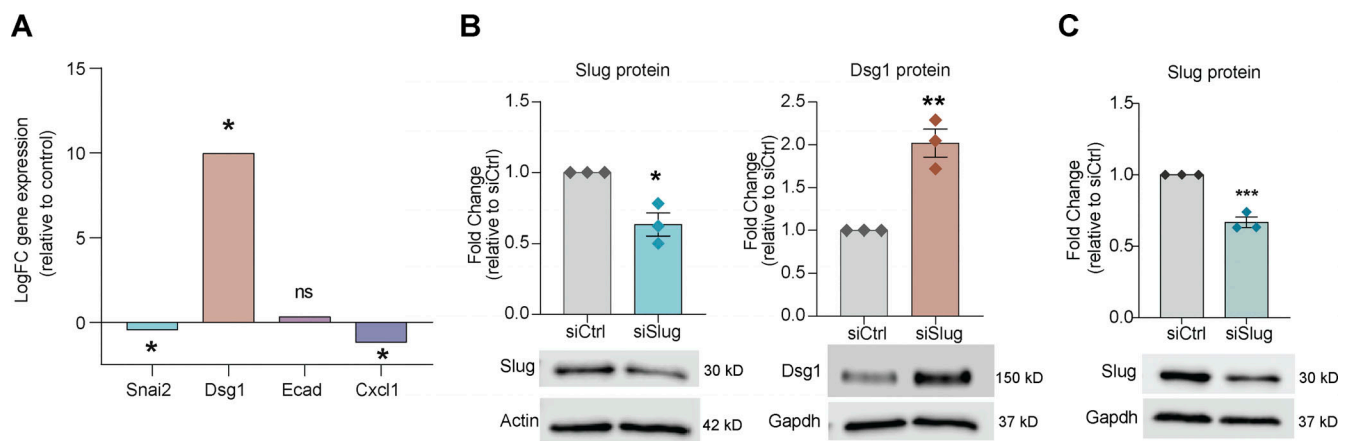 A
LogFC gene expression
(relative to control)
15
10
5
0
*
*
ns
*
Snai2
Dsg1
Ecad
Cxcl1
B
Slug protein
Fold Change
(relative to siCtrl)
1.5
1.0
0.5
0.0
*
siCtrl
siSlug
Slug
30 kD
Actin
42 kD
Dsg1 protein
Fold Change
(relative to siCtrl)
2.5
2.0
1.5
1.0
0.5
0.0
**
siCtrl
siSlug
Dsg1
150 kD
Gapdh
37 kD
C
Slug protein
Fold Change
(relative to siCtrl)
1.5
1.0
0.5
0.0
***
siCtrl
siSlug
Slug
30 kD
Gapdh
37 kD